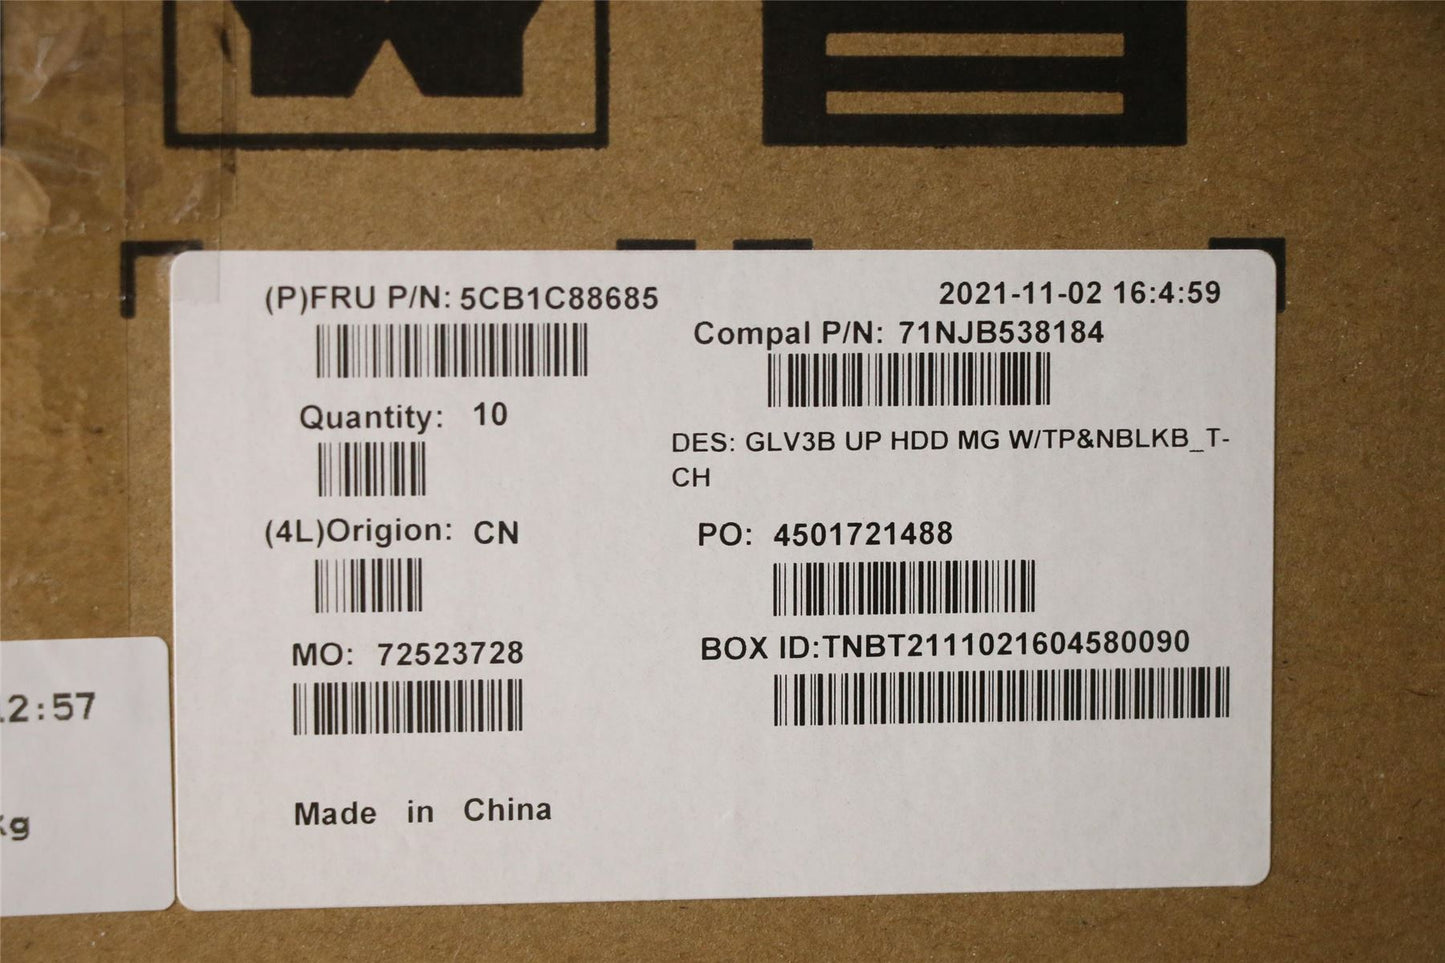 (P)FRU P/N: 5CB1C88685
2021-11-02 16:4:59
Compal P/N: 71NJB538184
Quantity: 10
DES: GLV3B UP HDD MG W/TP&NBLKB_T-
CH
(4L)Origion: CN
PO: 4501721488
MO: 72523728
BOX ID:TNBT2111021604580090
Made in China
2:57
kg